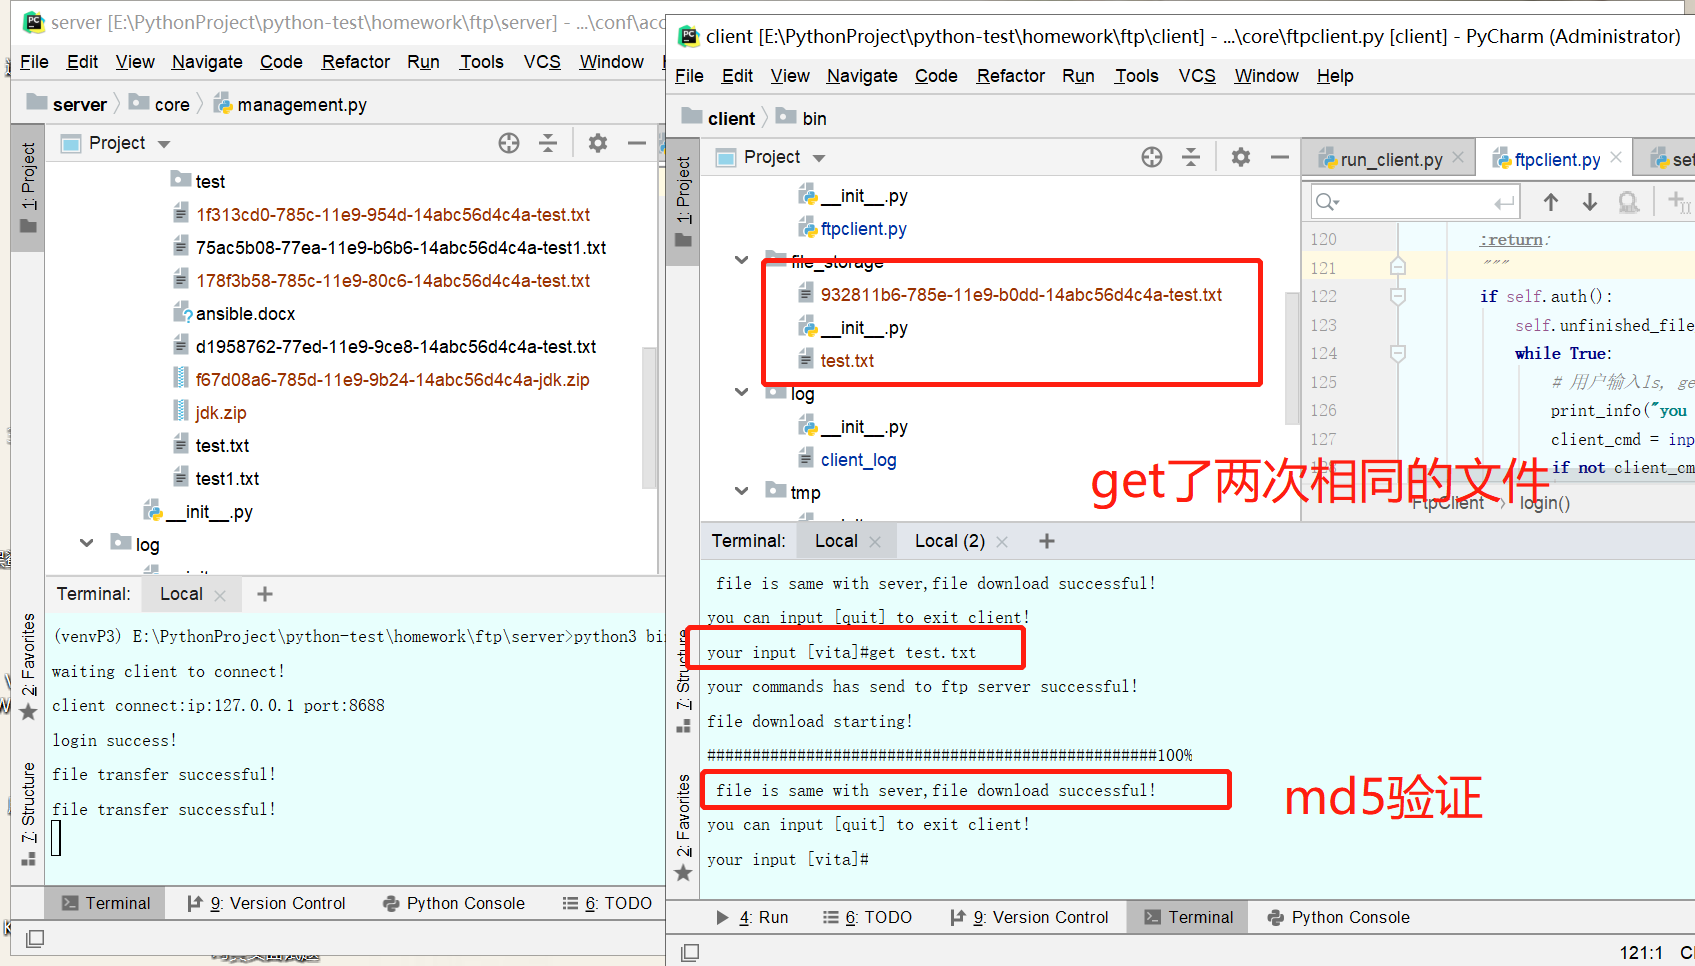 server [E:\PythonProject\python-test\homework\ftp\server] - ...\conf\acc
File Edit View Navigate Code Refactor Run Tools VCS Window
server core management.py
1: Project
Project
test
1f313cd0-785c-11e9-954d-14abc56d4c4a-test.txt
75ac5b08-77ea-11e9-b6b6-14abc56d4c4a-test1.txt
178f3b58-785c-11e9-80c6-14abc56d4c4a-test.txt
ansible.docx
d1958762-77ed-11e9-9ce8-14abc56d4c4a-test.txt
f67d08a6-785d-11e9-9b24-14abc56d4c4a-jdk.zip
jdk.zip
test.txt
test1.txt
__init__.py
log
2: Favorites
7: Structure
Terminal: Local
(venvP3) E:\PythonProject\python-test\homework\ftp\server>python3 bi
waiting client to connect!
client connect:ip:127.0.0.1 port:8688
login success!
file transfer successful!
file transfer successful!
Terminal 9: Version Control Python Console 6: TODO
client [E:\PythonProject\python-test\homework\ftp\client] - ...\core\ftpclient.py [client] - PyCharm (Administrator)
File Edit View Navigate Code Refactor Run Tools VCS Window Help
client bin
1: Project
Project
__init__.py
ftpclient.py
file_storage
932811b6-785e-11e9-b0dd-14abc56d4c4a-test.txt
__init__.py
test.txt
log
__init__.py
client_log
tmp
run_client.py ftpclient.py set
120 :return:
121 """
122 if self.auth():
123 self.unfinished_file
124 while True:
125 # 用户输入ls, ge
126 print_info("you
127 client_cmd = inp
if not client_cm
get了两次相同的文件
FtpClient login()
7: Structure
2: Favorites
Terminal: Local Local (2)
file is same with sever,file download successful!
you can input [quit] to exit client!
your input [vita]#get test.txt
your commands has send to ftp server successful!
file download starting!
##################################################100%
file is same with sever,file download successful!
md5验证
you can input [quit] to exit client!
your input [vita]#
4: Run 6: TODO 9: Version Control Terminal Python Console
121:1